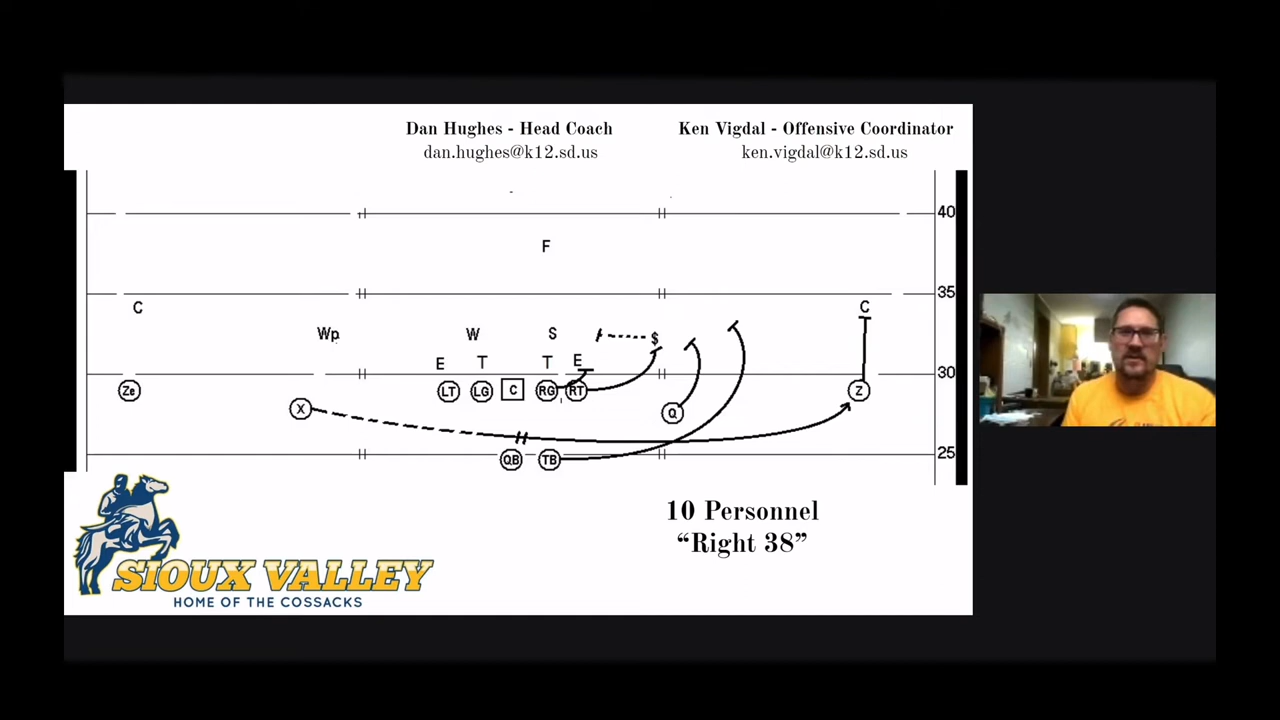 Dan Hughes - Head Coach
dan.hughes@k12.sd.us
Ken Vigdal - Offensive Coordinator
ken.vigdal@k12.sd.us
40
F
35
C
C
Wp
W
S
$
E
T
T
E
30
Ze
LT
LG
C
RG
RT
Z
X
Q
QB
TB
25
10 Personnel
“Right 38”
SIOUX VALLEY
HOME OF THE COSSACKS